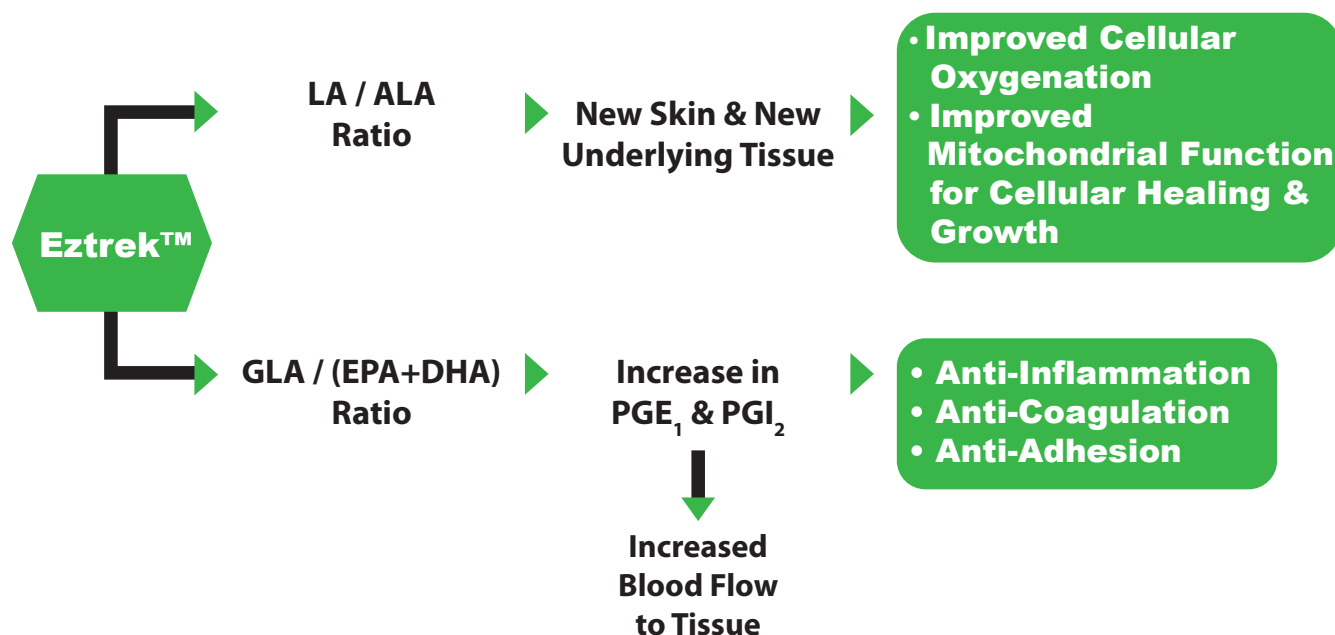 Eztrek™
LA / ALA
Ratio
New Skin & New
Underlying Tissue
• Improved Cellular
Oxygenation
• Improved
Mitochondrial Function
for Cellular Healing &
Growth
GLA / (EPA+DHA)
Ratio
Increase in
PGE₁ & PGI₂
• Anti-Inflammation
• Anti-Coagulation
• Anti-Adhesion
Increased
Blood Flow
to Tissue